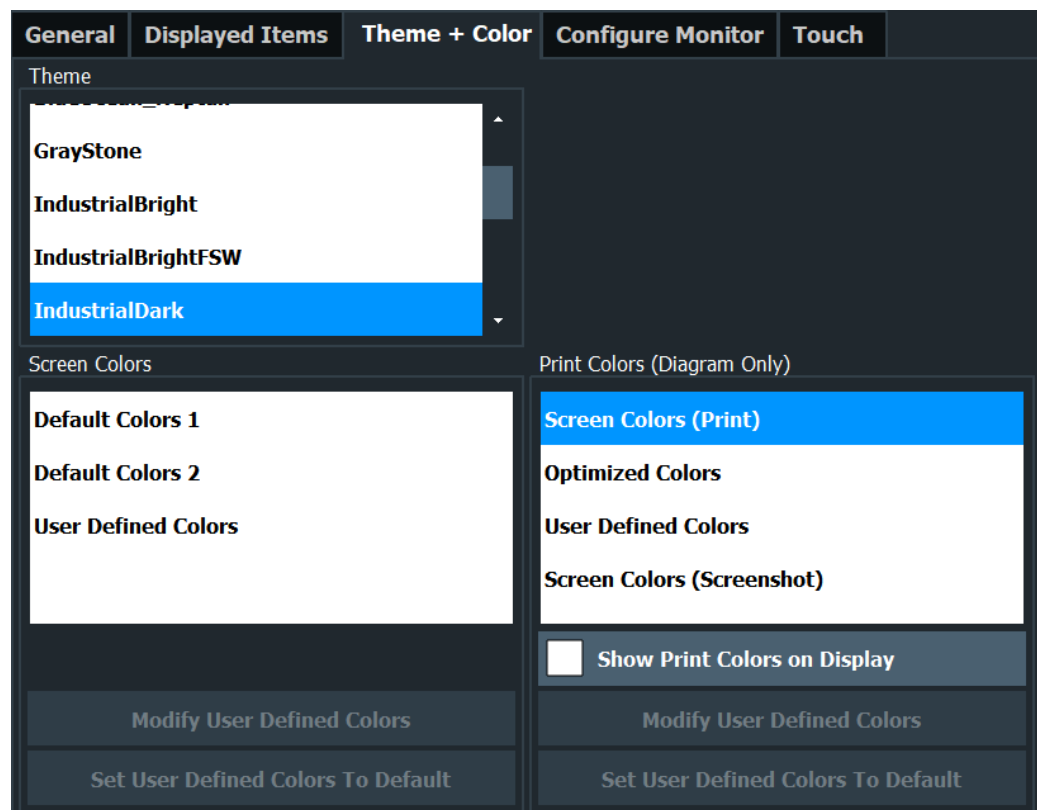 General
Displayed Items
Theme + Color
Configure Monitor
Touch
Theme
GrayStone
IndustrialBright
IndustrialBrightFSW
IndustrialDark
Screen Colors
Default Colors 1
Default Colors 2
User Defined Colors
Modify User Defined Colors
Set User Defined Colors To Default
Print Colors (Diagram Only)
Screen Colors (Print)
Optimized Colors
User Defined Colors
Screen Colors (Screenshot)
Show Print Colors on Display
Modify User Defined Colors
Set User Defined Colors To Default